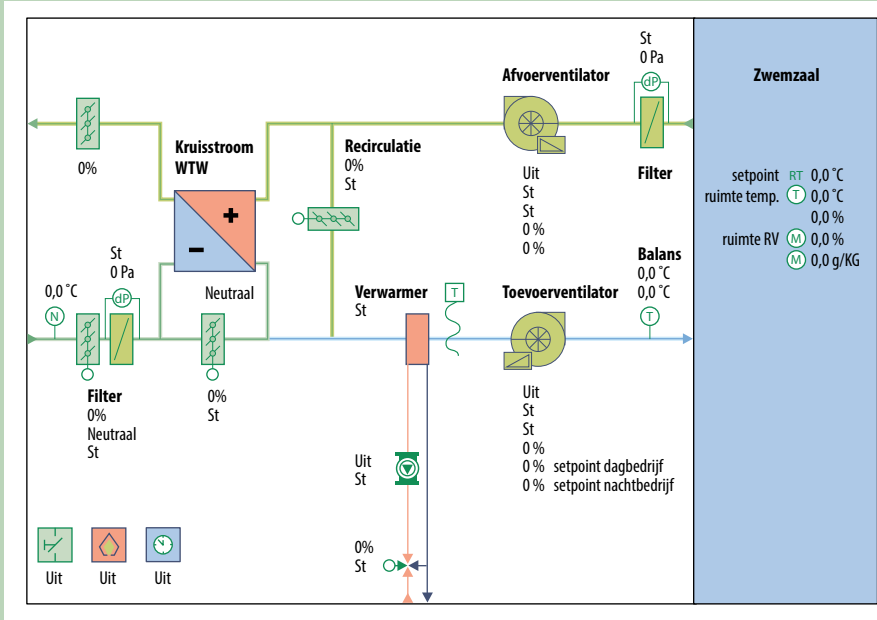 St
0 Pa
dP
Afvoerventilator
Zwemzaal
0%
Kruisstroom
WTW
Recirculatie
0%
St
Uit
St
St
0 %
0 %
Filter
setpoint RT 0,0 ˚C
ruimte temp. T 0,0 ˚C
0,0 %
ruimte RV M 0,0 %
M 0,0 g/KG
+
–
St
0 Pa
dP
0,0 ˚C
N
Neutraal
Verwarmer
St
T
Toevoerventilator
Balans
0,0 ˚C
0,0 ˚C
T
Filter
0%
Neutraal
St
0%
St
Uit
St
St
0 %
0 % setpoint dagbedrijf
0 % setpoint nachtbedrijf
Uit
St
0%
St
Uit
Uit
Uit